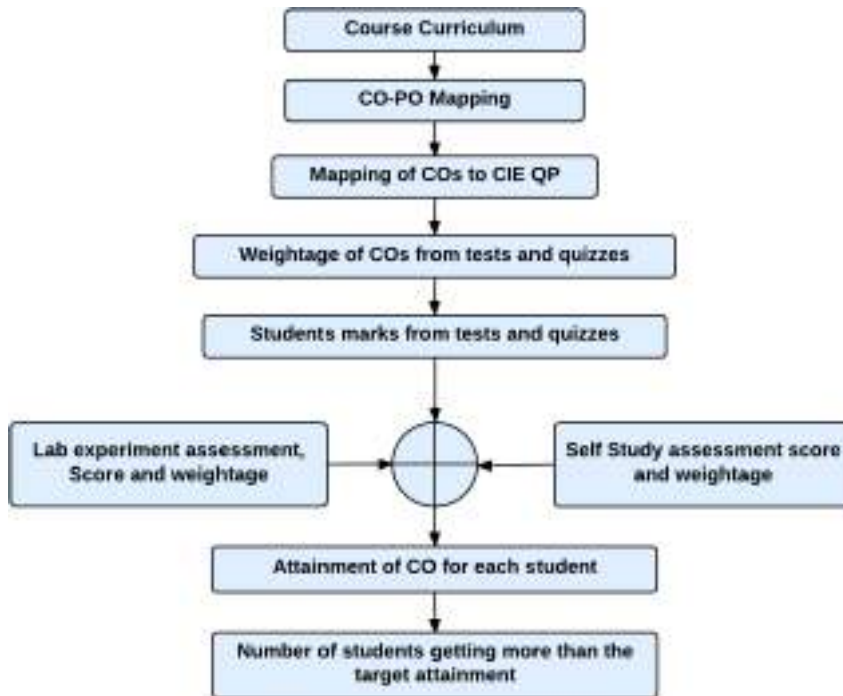 Course Curriculum
CO-PO Mapping
Mapping of COs to CIE QP
Weightage of COs from tests and quizzes
Students marks from tests and quizzes
Lab experiment assessment,
Score and weightage
Self Study assessment score
and weightage
Attainment of CO for each student
Number of students getting more than the
target attainment